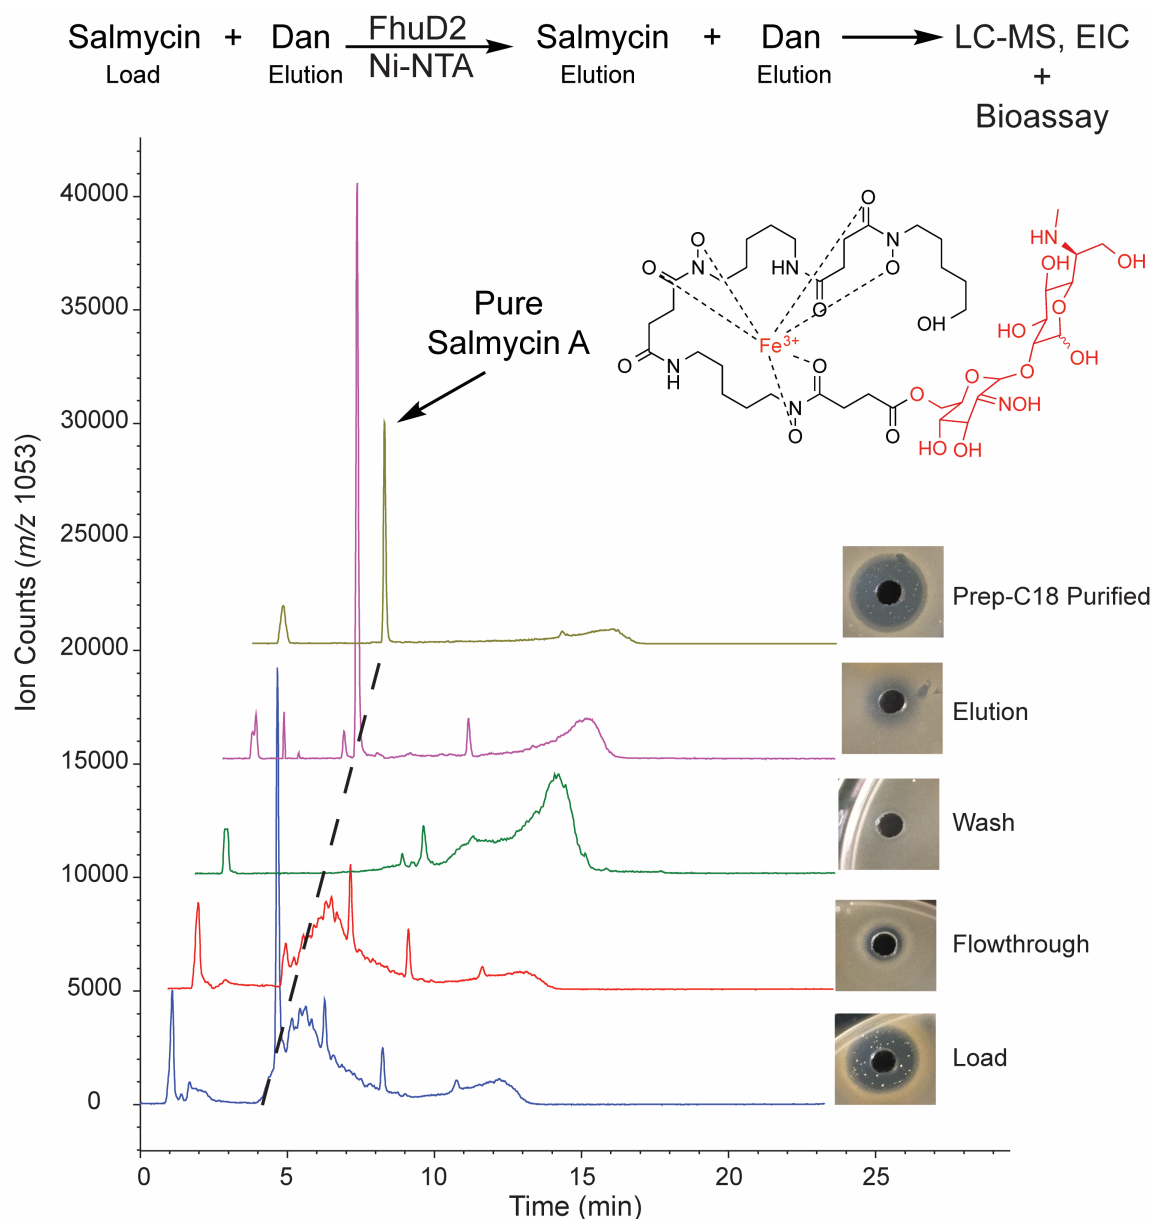 Salmycin + Dan FhuD2 Salmycin + Dan LC-MS, EIC
Load Elution Ni-NTA Elution Elution +
Bioassay
40000
35000
30000
25000
20000
15000
10000
5000
0
Ion Counts (m/z 1053)
Pure
Salmycin A
O
O
N
O
HN
O
N
O
O
OH
Fe3+
O
N
H
O
N
O
O
O
HN
OH
OH
O
HO
OH
O
O
NOH
HO OH
Prep-C18 Purified
Elution
Wash
Flowthrough
Load
0 5 10 15 20 25
Time (min)